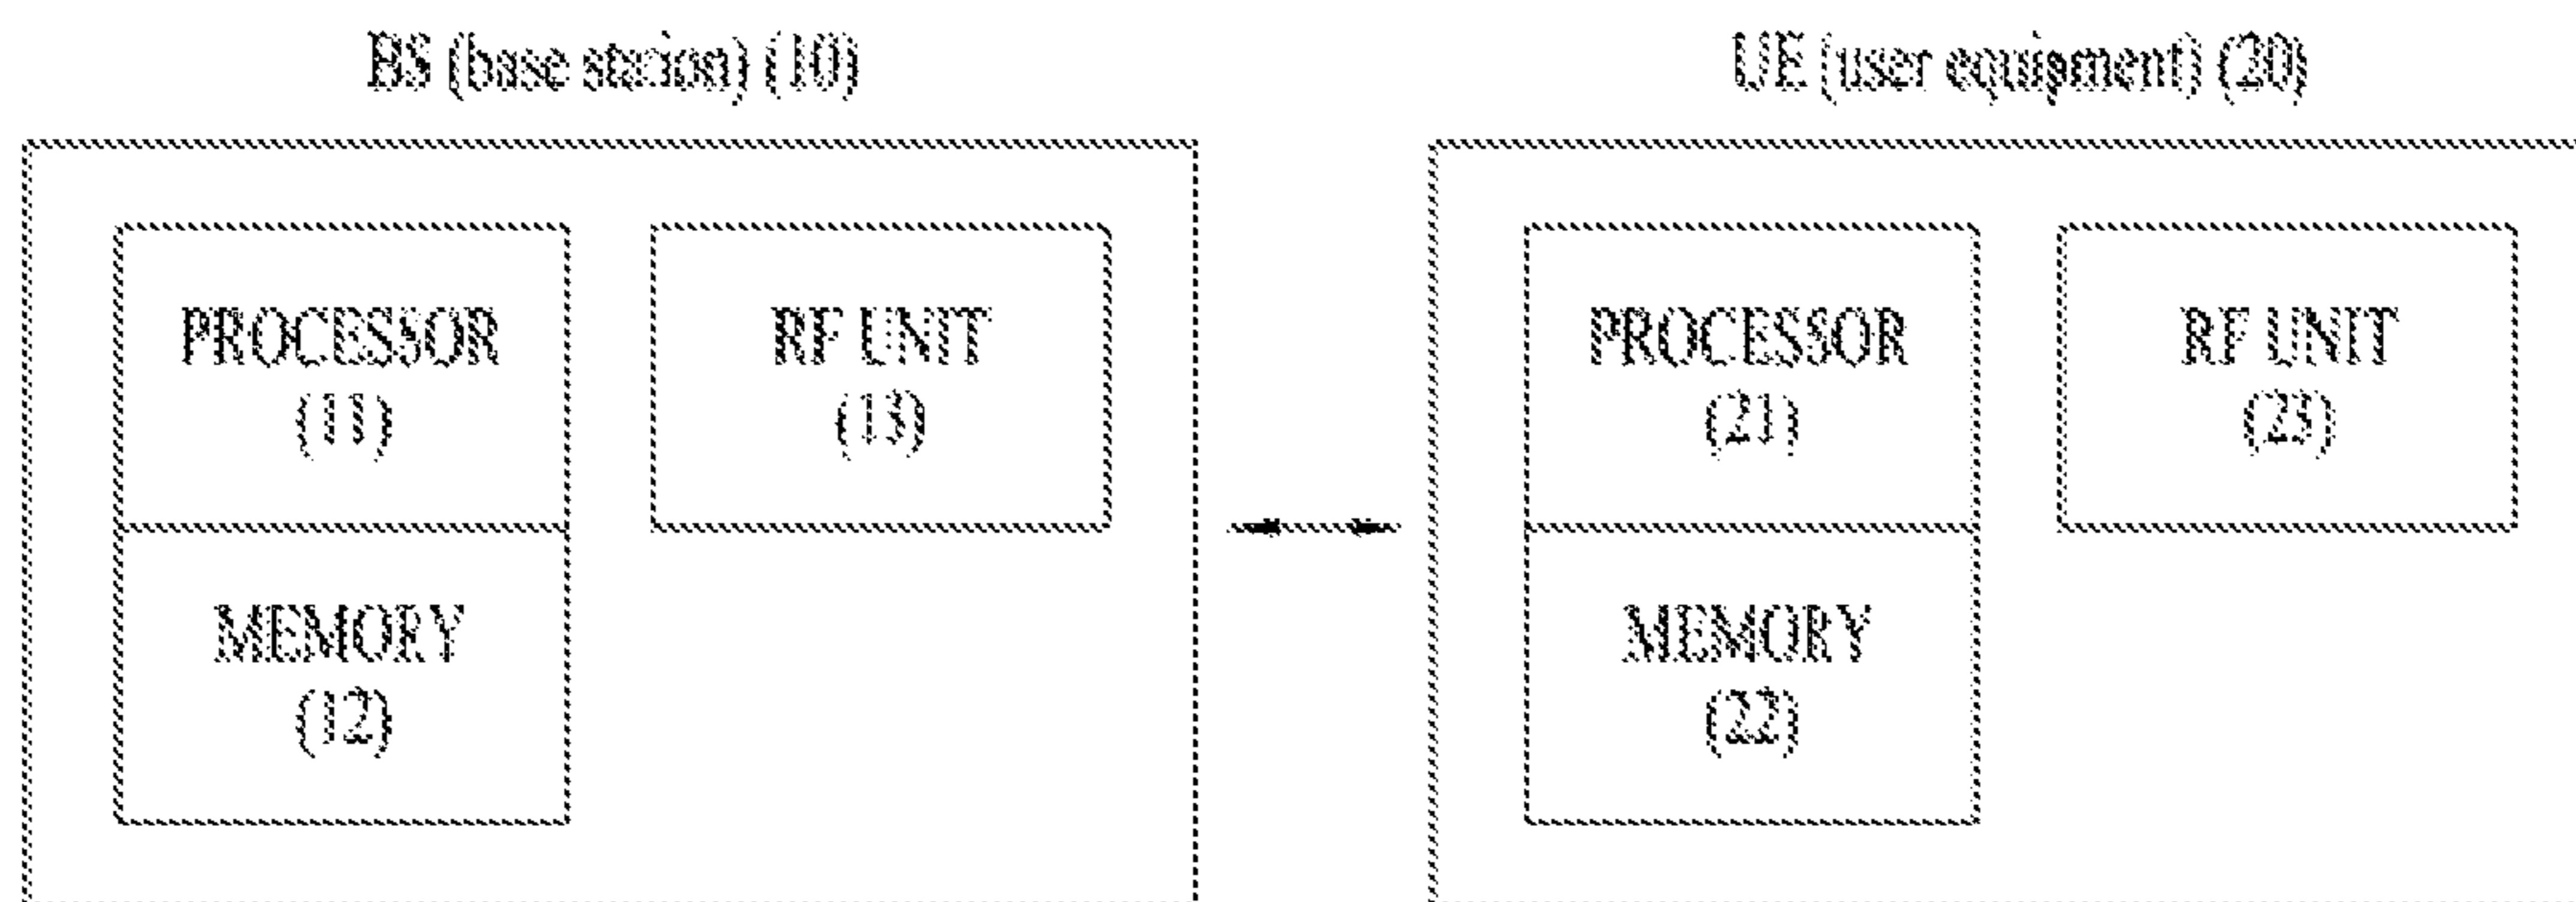 BS (base station) (10)
UE (user equipment) (20)
PROCESSOR
(11)
RF UNIT
(13)
MEMORY
(12)
PROCESSOR
(21)
RF UNIT
(23)
MEMORY
(22)